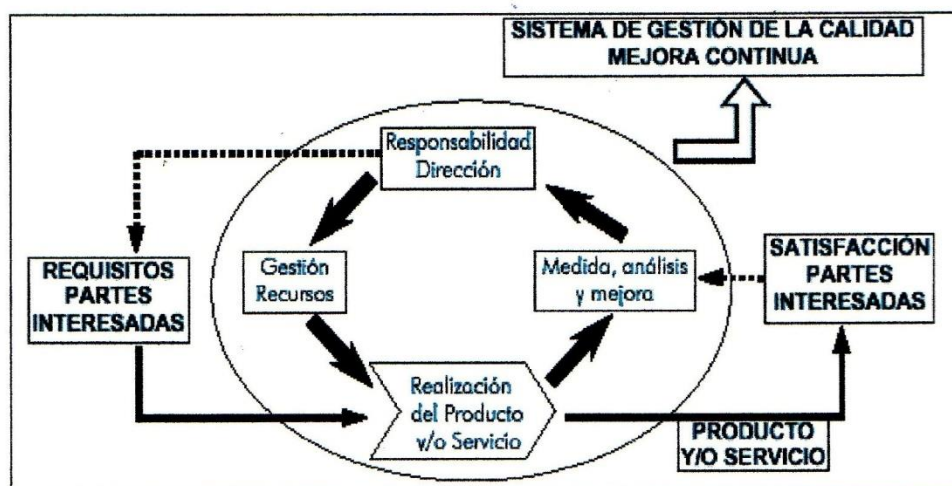 SISTEMA DE GESTIÓN DE LA CALIDAD
MEJORA CONTINUA
Responsabilidad
Dirección
REQUISITOS
PARTES
INTERESADAS
Gestión
Recursos
Medida, análisis
y mejora
SATISFACCIÓN
PARTES
INTERESADAS
Realización
del Producto
y/o Servicio
PRODUCTO
Y/O SERVICIO